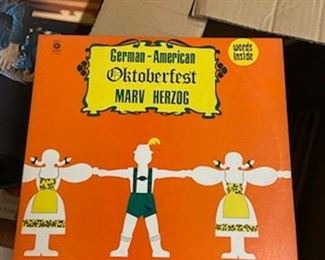 German-American
Oktoberfest
MARV HERZOG
words
inside